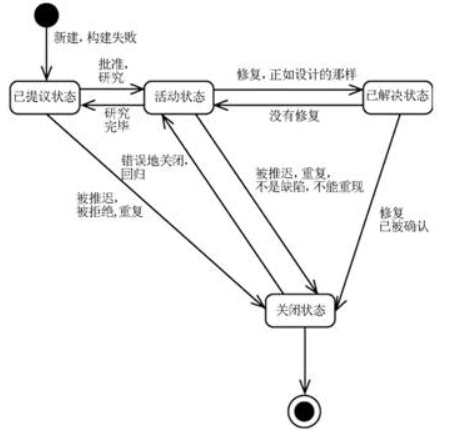 新建，构建失败
批准，
研究
修复，正如设计的那样
已提议状态
活动状态
已解决状态
研究
完毕
没有修复
错误地关闭，
回归
被推迟，重复，
不是缺陷，不能重现
被推迟，
被拒绝，重复
修复
已被确认
关闭状态